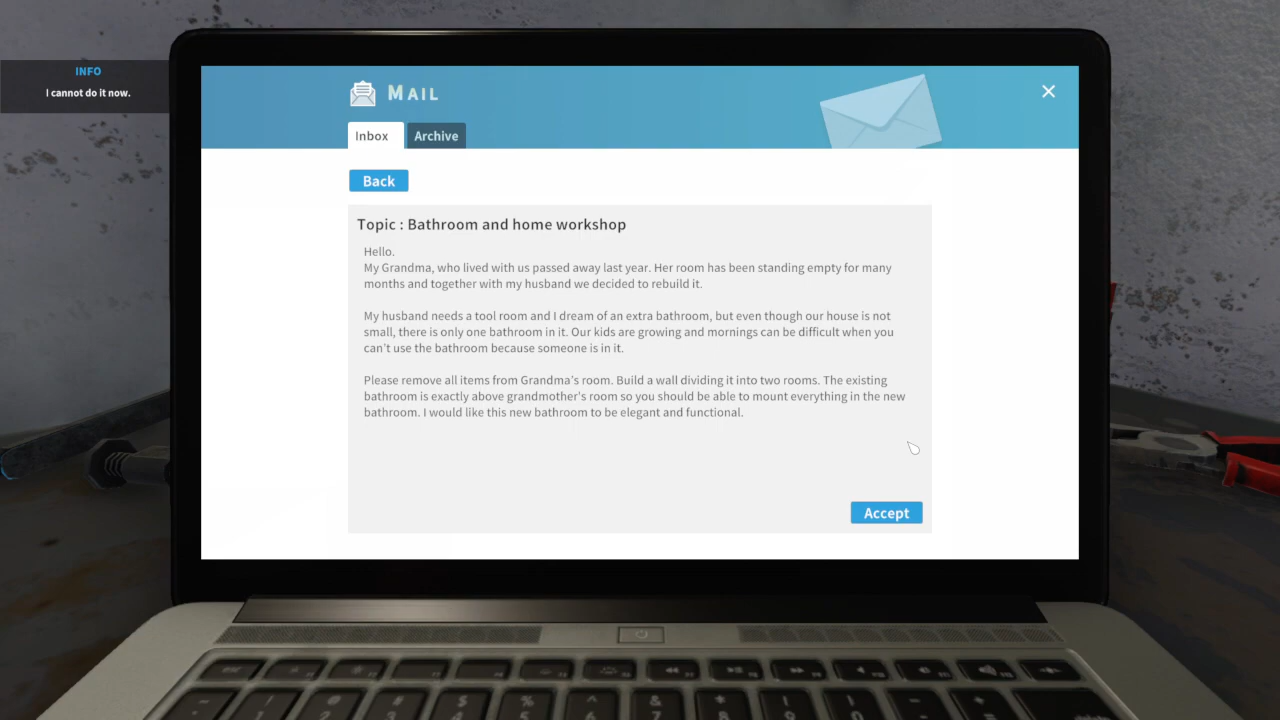 INFO
I cannot do it now.
MAIL
Inbox
Archive
Back
Topic : Bathroom and home workshop
Hello.
My Grandma, who lived with us passed away last year. Her room has been standing empty for many
months and together with my husband we decided to rebuild it.
My husband needs a tool room and I dream of an extra bathroom, but even though our house is not
small, there is only one bathroom in it. Our kids are growing and mornings can be difficult when you
can't use the bathroom because someone is in it.
Please remove all items from Grandma's room. Build a wall dividing it into two rooms. The existing
bathroom is exactly above grandmother's room so you should be able to mount everything in the new
bathroom. I would like this new bathroom to be elegant and functional.
Accept